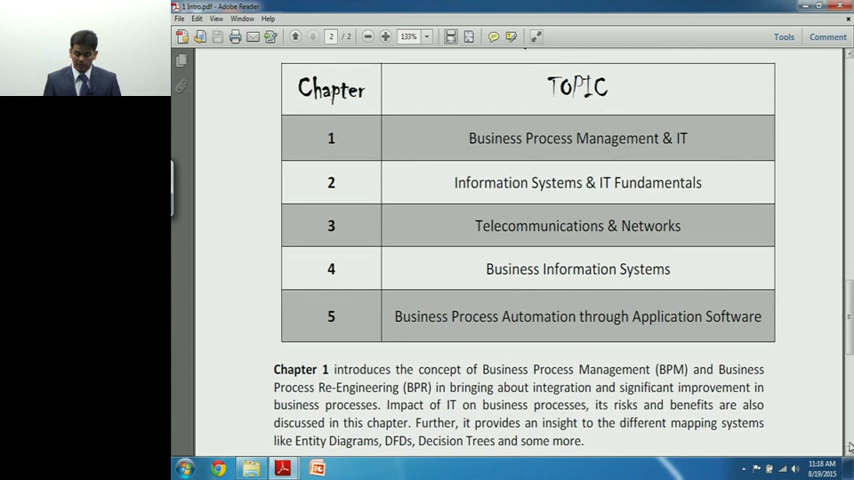 1 Intro.pdf - Adobe Reader
File Edit View Window Help
2 / 2 133% Tools Comment
Chapter TOPIC
1 Business Process Management & IT
2 Information Systems & IT Fundamentals
3 Telecommunications & Networks
4 Business Information Systems
5 Business Process Automation through Application Software
Chapter 1 introduces the concept of Business Process Management (BPM) and Business
Process Re-Engineering (BPR) in bringing about integration and significant improvement in
business processes. Impact of IT on business processes, its risks and benefits are also
discussed in this chapter. Further, it provides an insight to the different mapping systems
like Entity Diagrams, DFDs, Decision Trees and some more.
11:18 AM
8/19/2015